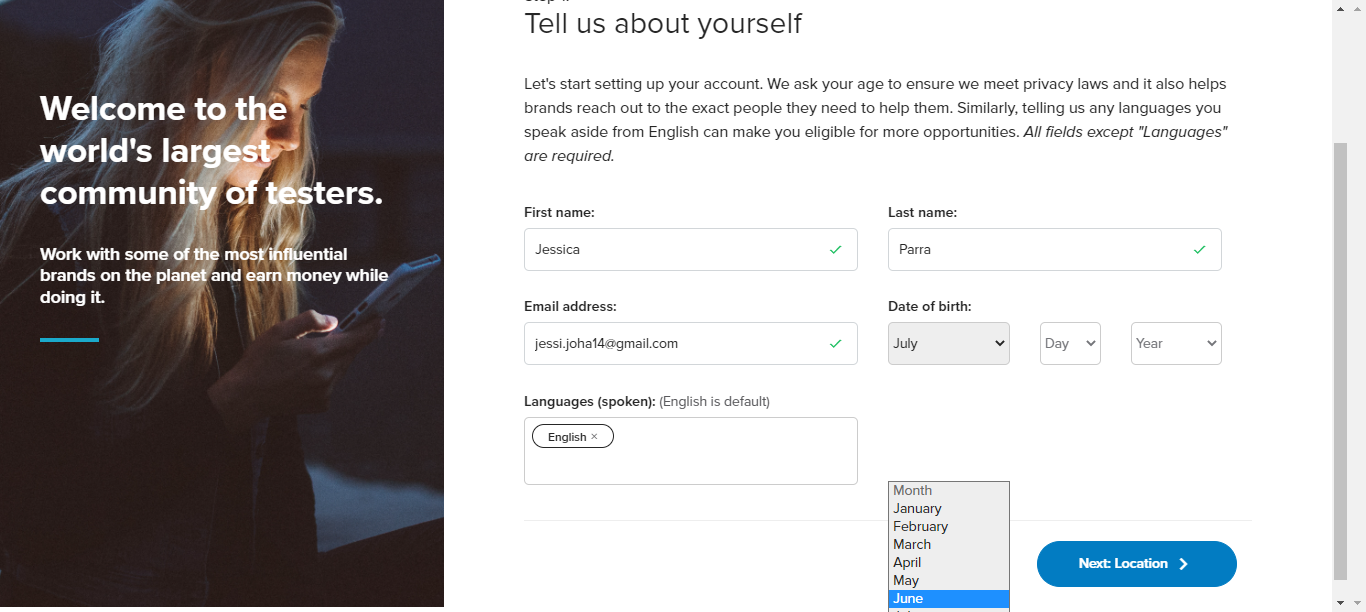 Welcome to the
world's largest
community of testers.
Work with some of the most influential
brands on the planet and earn money while
doing it.
Tell us about yourself
Let's start setting up your account. We ask your age to ensure we meet privacy laws and it also helps
brands reach out to the exact people they need to help them. Similarly, telling us any languages you
speak aside from English can make you eligible for more opportunities. All fields except "Languages"
are required.
First name:
Last name:
Jessica
Parra
Email address:
Date of birth:
jessi.joha14@gmail.com
July
Day
Year
Languages (spoken): (English is default)
English ×
Month
January
February
March
April
May
June
Next: Location